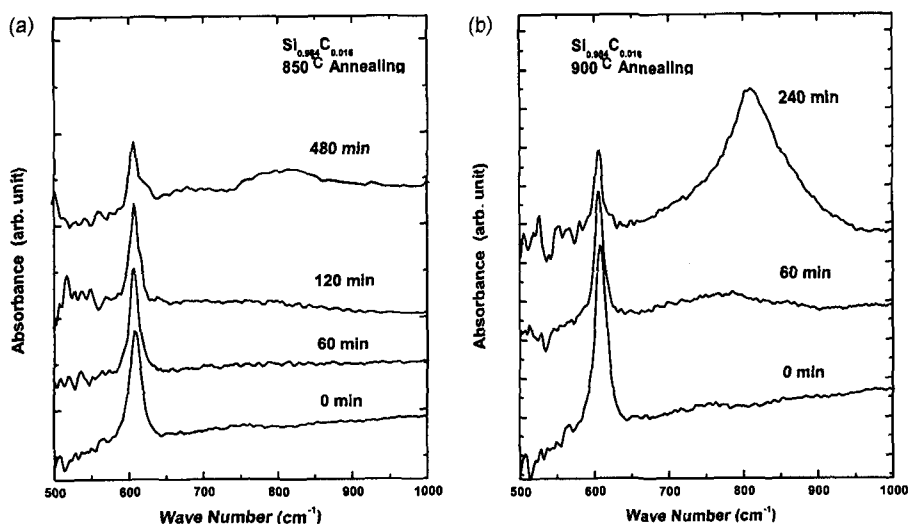 (a)
Si0.984C0.016
850°C Annealing
480 min
120 min
60 min
0 min
Absorbance (arb. unit)
500 600 700 800 900 1000
Wave Number (cm-1)
(b)
Si0.984C0.016
900°C Annealing
240 min
60 min
0 min
Absorbance (arb. unit)
500 600 700 800 900 1000
Wave Number (cm-1)